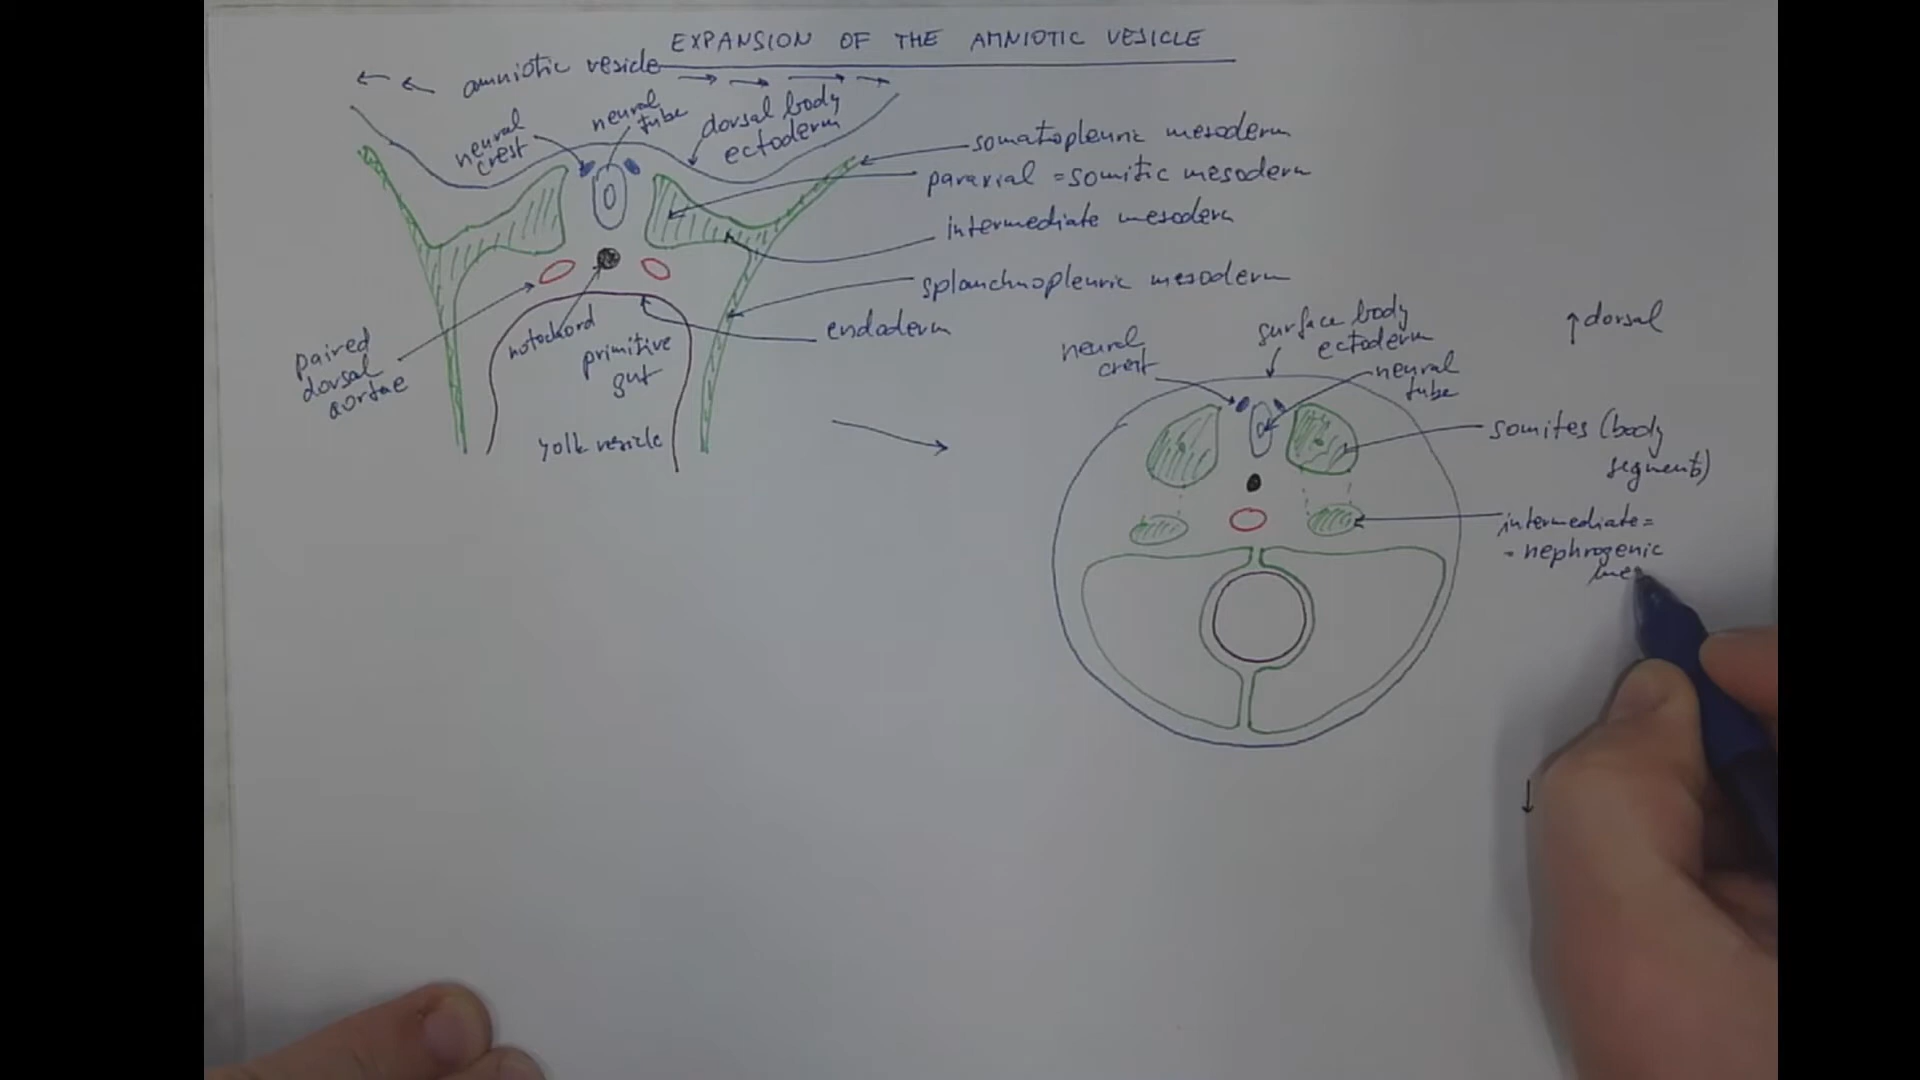 EXPANSION OF THE AMNIOTIC VESICLE
amniotic vesicle
neural
crest
neural
tube
dorsal body
ectoderm
somatopleuric mesoderm
paraxial = somitic mesoderm
intermediate mesoderm
splanchnopleuric mesoderm
endoderm
paired
dorsal
aortae
notochord
primitive
gut
yolk vesicle
neural
crest
surface body
ectoderm
neural
tube
dorsal
somites (body
segments)
intermediate =
= nephrogenic
me